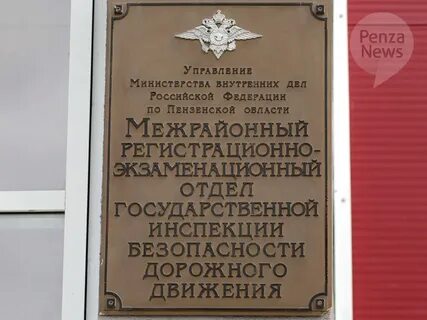 Penza
News
Управление
Министерства внутренних дел
Российской Федерации
по Пензенской области
Межрайонный
регистрационно-
экзаменационный
отдел
государственной
инспекции
безопасности
дорожного
движения